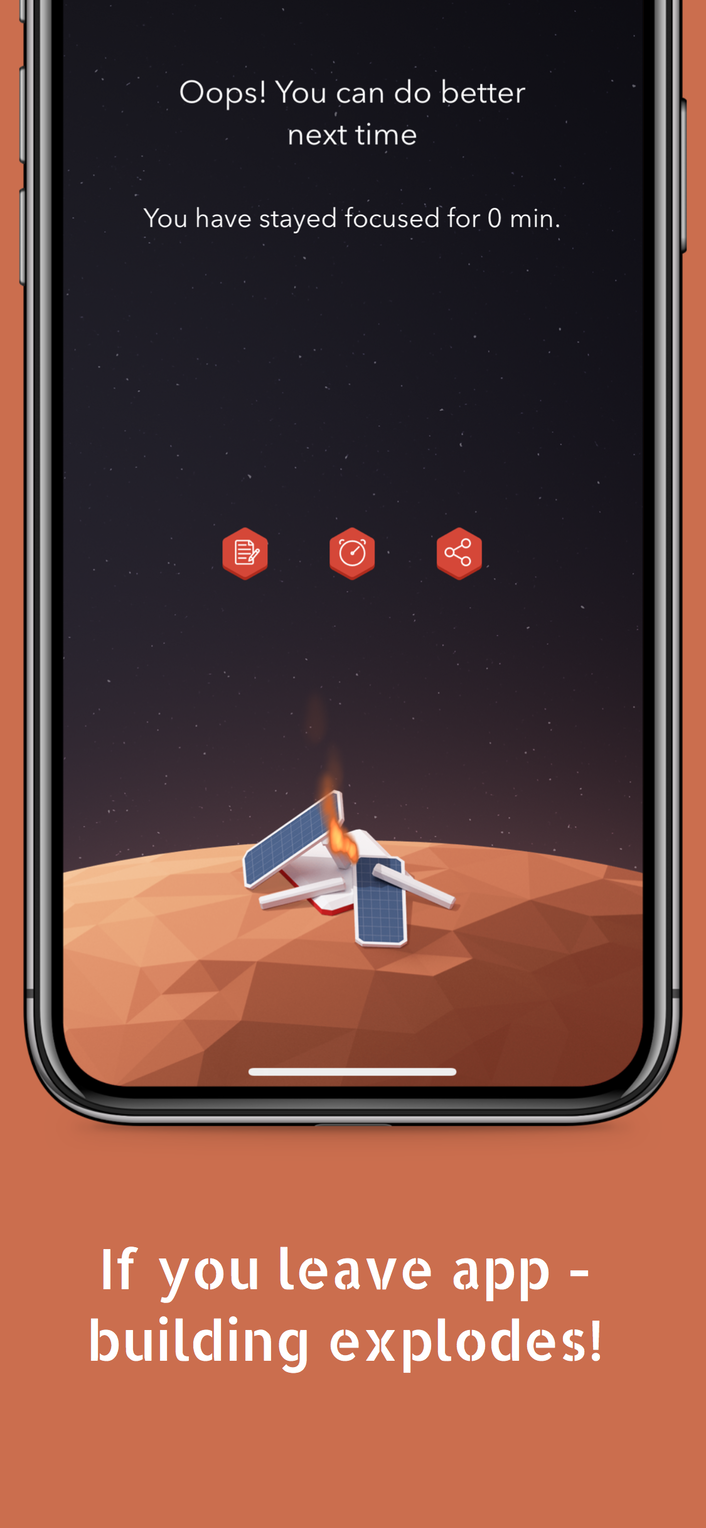 Oops! You can do better
next time
You have stayed focused for 0 min.
If you leave app -
building explodes!